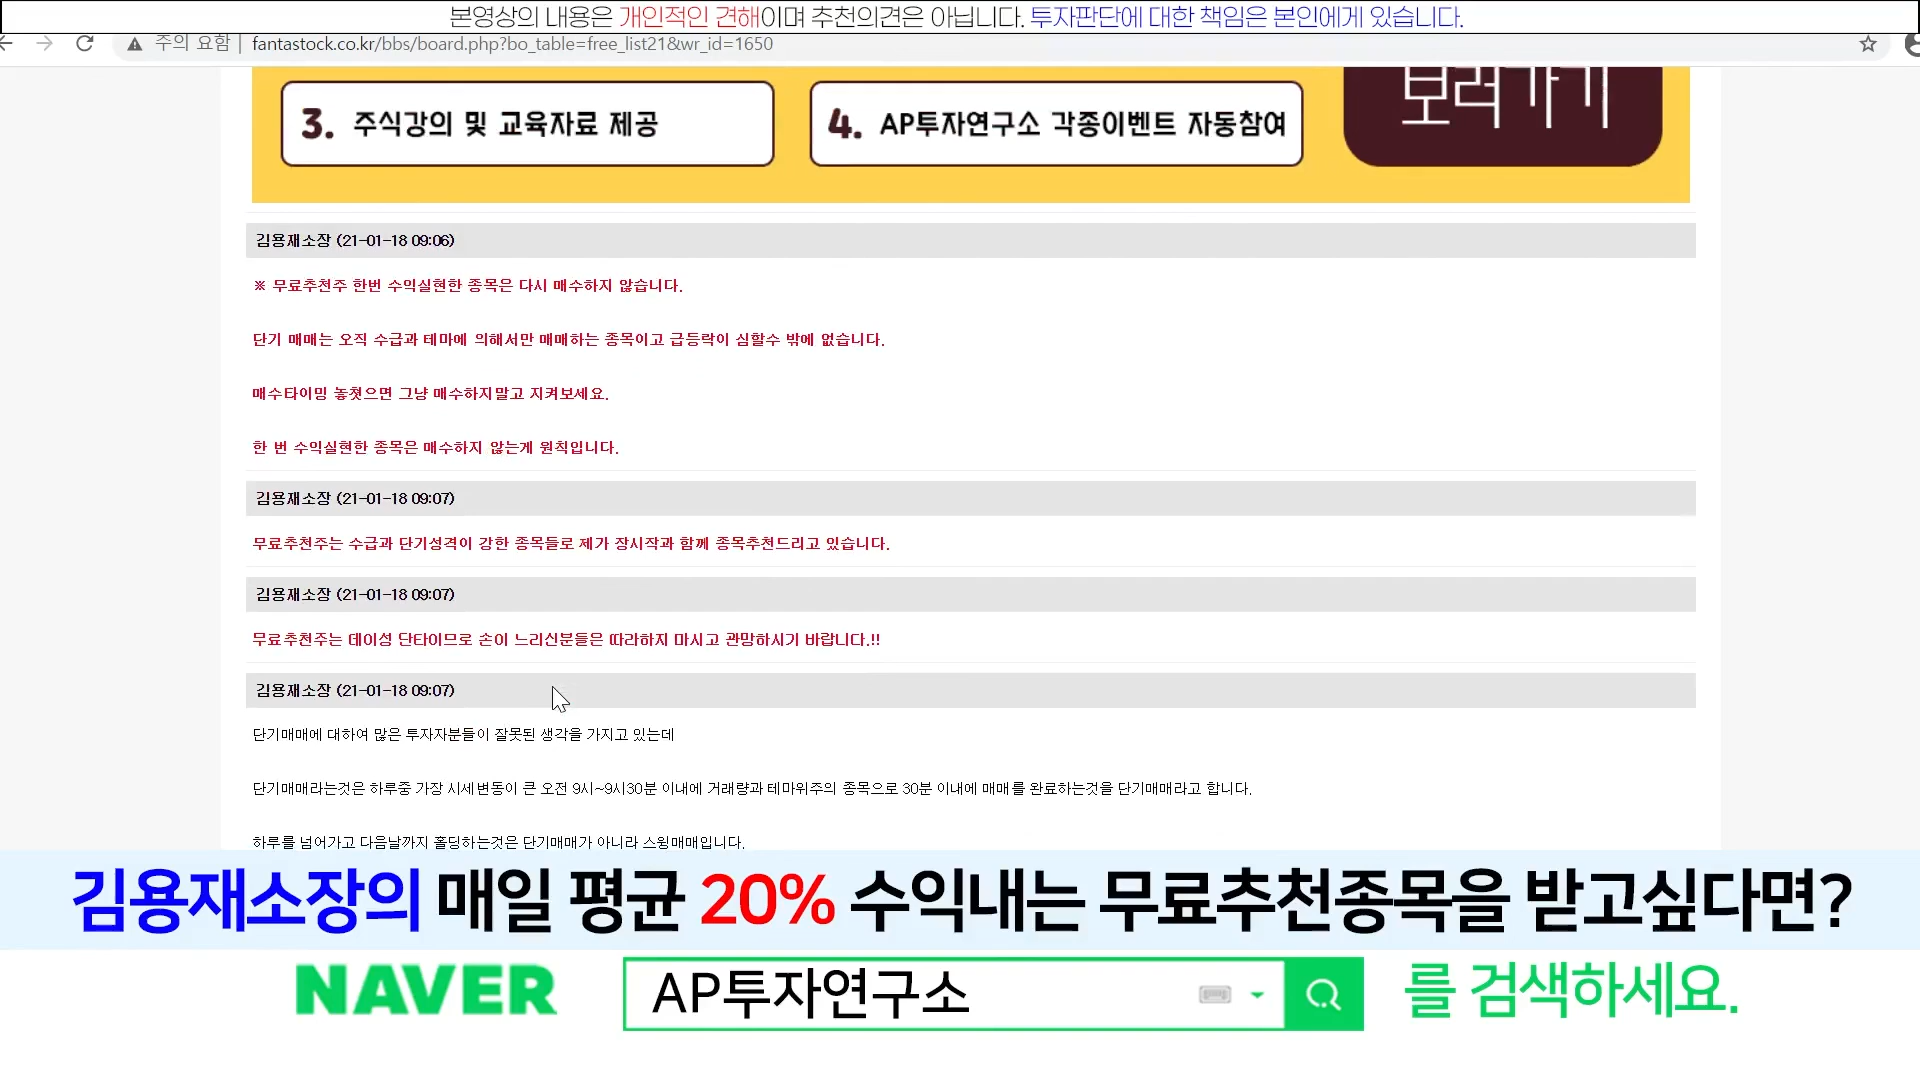 본영상의 내용은 개인적인 견해이며 추천의견은 아닙니다. 투자판단에 대한 책임은 본인에게 있습니다.
주의 요함 | fantastock.co.kr/bbs/board.php?bo_table=free_list21&wr_id=1650
보러가기
3. 주식강의 및 교육자료 제공
4. AP투자연구소 각종이벤트 자동참여
김용재소장 (21-01-18 09:06)
※ 무료추천주 한번 수익실현한 종목은 다시 매수하지 않습니다.
단기 매매는 오직 수급과 테마에 의해서만 매매하는 종목이고 급등락이 심할수 밖에 없습니다.
매수타이밍 놓쳣으면 그냥 매수하지말고 지켜보세요.
한 번 수익실현한 종목은 매수하지 않는게 원칙입니다.
김용재소장 (21-01-18 09:07)
무료추천주는 수급과 단기성격이 강한 종목들로 제가 장시작과 함께 종목추천드리고 있습니다.
김용재소장 (21-01-18 09:07)
무료추천주는 데이성 단타이므로 손이 느리신분들은 따라하지 마시고 관망하시기 바랍니다.!!
김용재소장 (21-01-18 09:07)
단기매매에 대하여 많은 투자자분들이 잘못된 생각을 가지고 있는데
단기매매라는것은 하루중 가장 시세변동이 큰 오전 9시~9시30분 이내에 거래량과 테마위주의 종목으로 30분 이내에 매매를 완료하는것을 단기매매라고 합니다.
하루를 넘어가고 다음날까지 홀딩하는것은 단기매매가 아니라 스윙매매입니다.
김용재소장의 매일 평균 20% 수익내는 무료추천종목을 받고싶다면?
NAVER AP투자연구소 를 검색하세요.